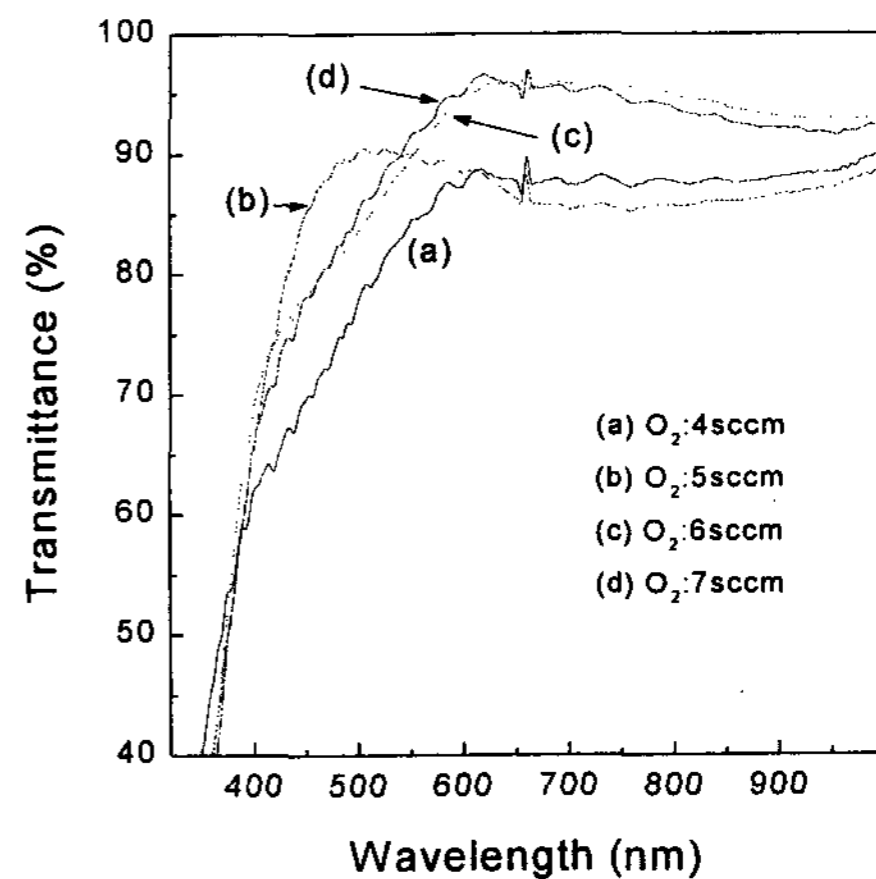 100
90
80
70
60
50
40
Transmittance (%)
(d)
(c)
(b)
(a)
(a) O₂:4sccm
(b) O₂:5sccm
(c) O₂:6sccm
(d) O₂:7sccm
400 500 600 700 800 900
Wavelength (nm)